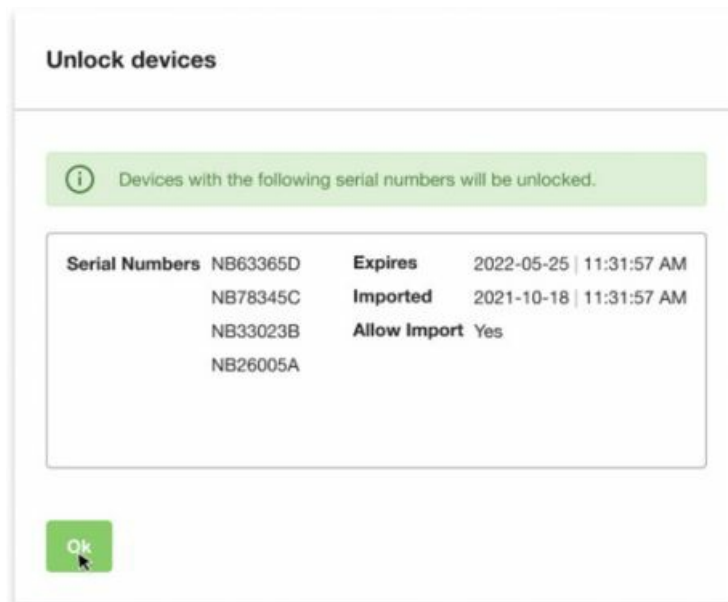 Unlock devices
Devices with the following serial numbers will be unlocked.
Serial Numbers NB63365D Expires 2022-05-25 | 11:31:57 AM
NB78345C Imported 2021-10-18 | 11:31:57 AM
NB33023B Allow Import Yes
NB26005A
Ok